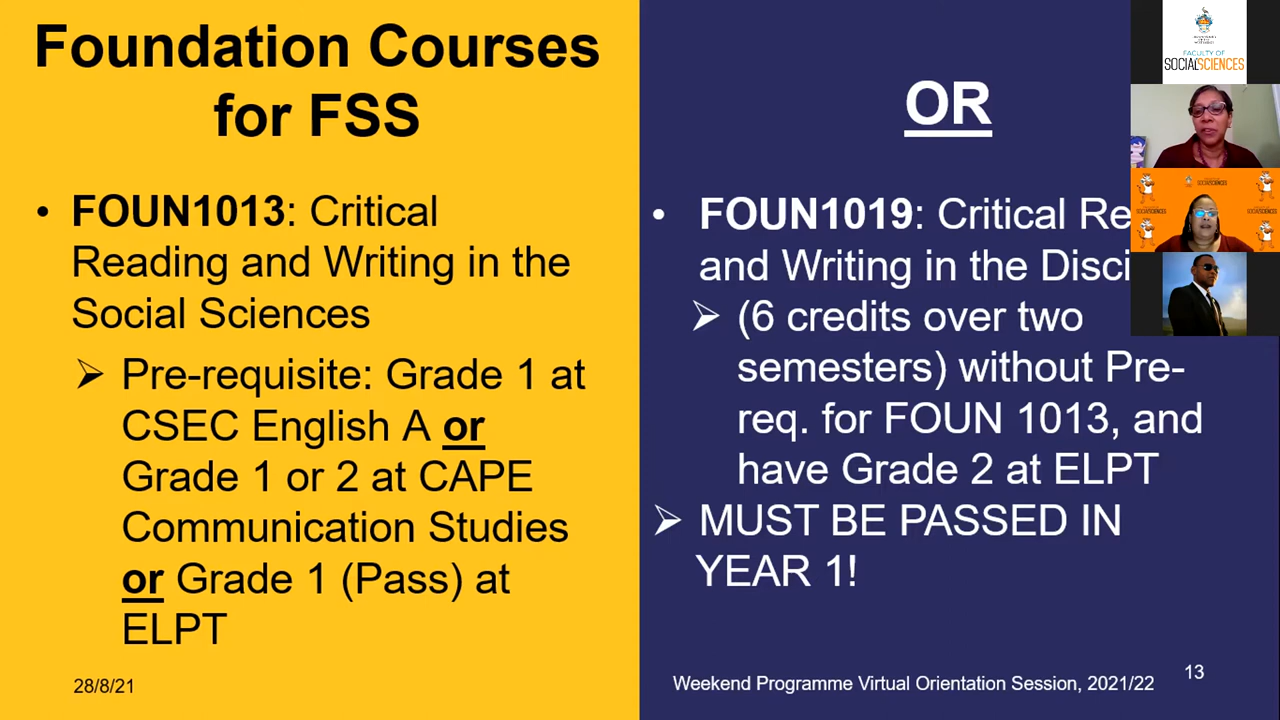 Foundation Courses
for FSS
• FOUN1013: Critical
Reading and Writing in the
Social Sciences
➢ Pre-requisite: Grade 1 at
CSEC English A or
Grade 1 or 2 at CAPE
Communication Studies
or Grade 1 (Pass) at
ELPT
28/8/21
OR
• FOUN1019: Critical Re
and Writing in the Disci
➢ (6 credits over two
semesters) without Pre-
req. for FOUN 1013, and
have Grade 2 at ELPT
➢ MUST BE PASSED IN
YEAR 1!
Weekend Programme Virtual Orientation Session, 2021/22
13
FACULTY OF
SOCIALSCIENCES